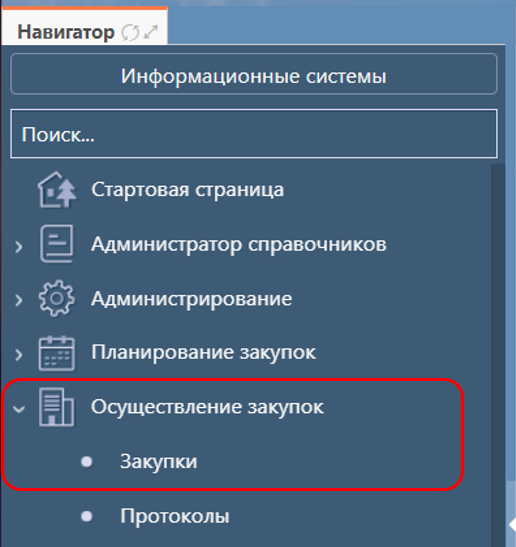 Навигатор
Информационные системы
Поиск...
Стартовая страница
Администратор справочников
Администрирование
Планирование закупок
Осуществление закупок
Закупки
Протоколы